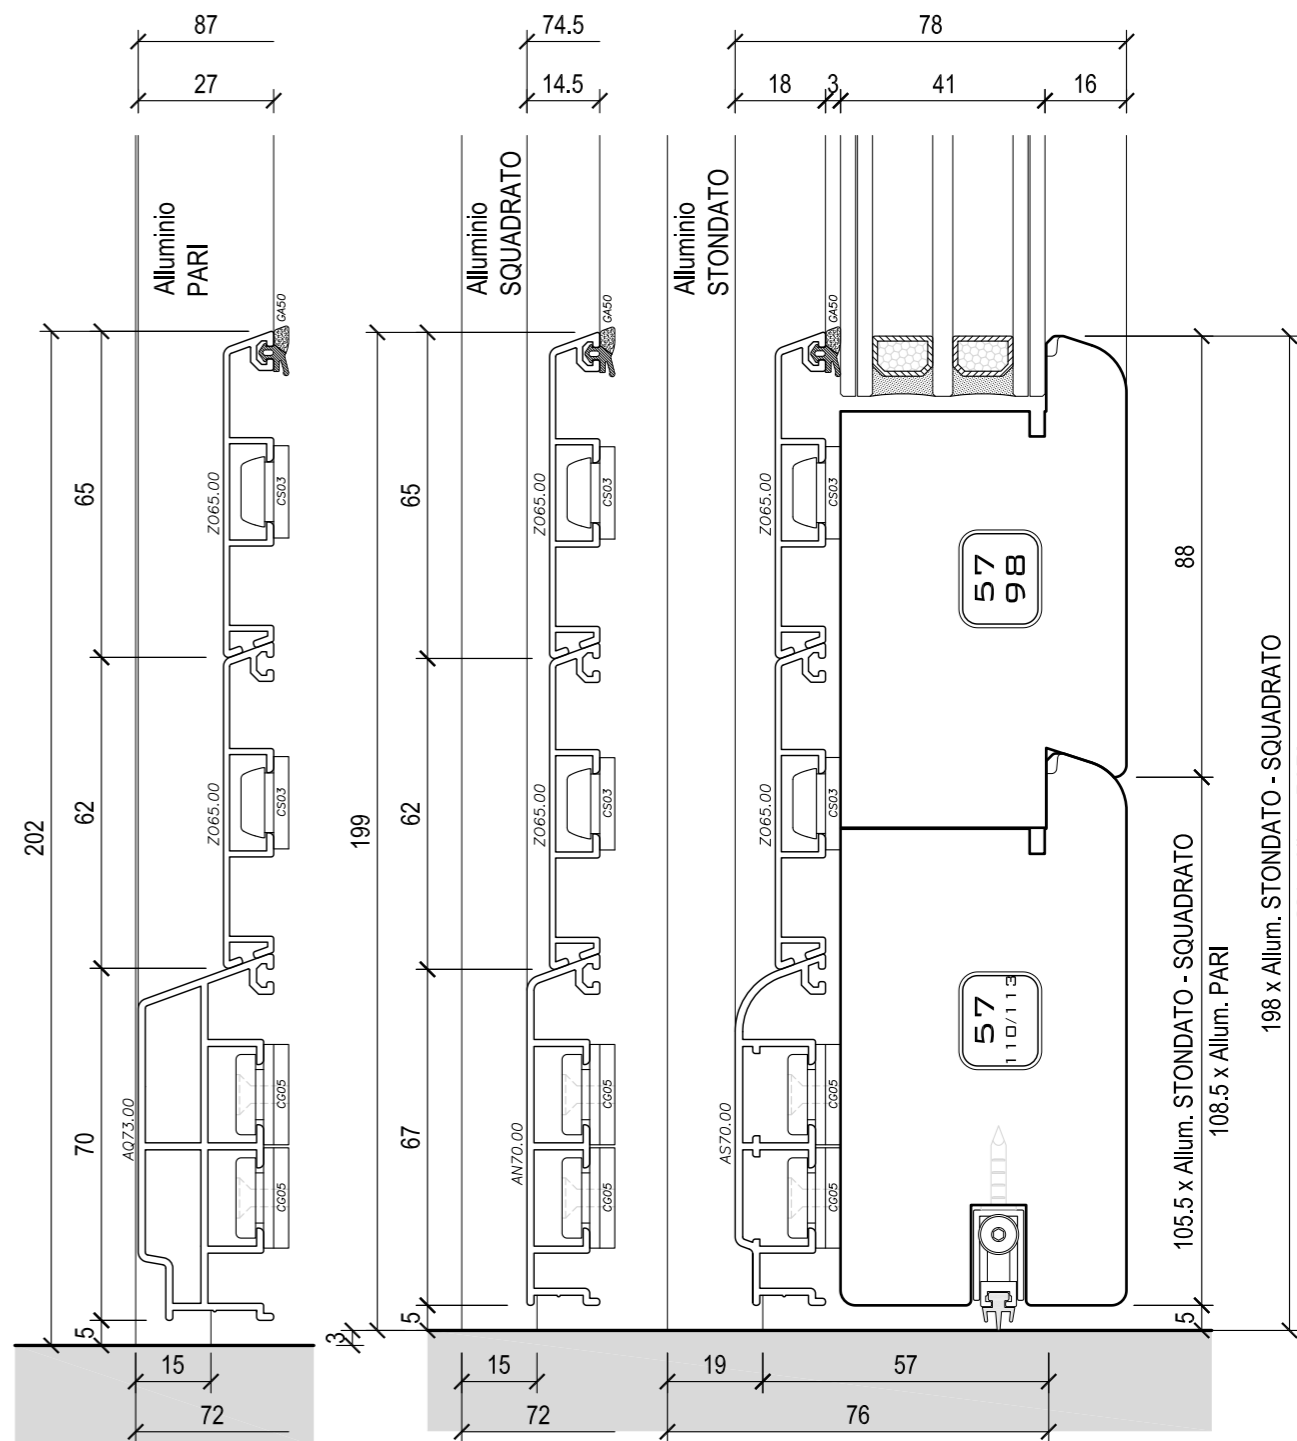 87
74.5
78
27
14.5
18
3
41
16
Alluminio
PARI
Alluminio
SQUADRATO
Alluminio
STONDATO
GA50
GA50
GA50
202
65
Z065.00
CS03
199
65
Z065.00
CS03
Z065.00
CS03
57
98
88
62
Z065.00
CS03
62
Z065.00
Z065.00
CS03
198 x Allum. STONDATO - SQUADRATO
105.5 x Allum. STONDATO - SQUADRATO
108.5 x Allum. PARI
70
AQ73.00
CG05
CG05
67
AN70.00
CG05
CG05
AS70.00
CG05
CG05
57
110/113
5
3
5
5
15
72
15
72
19
57
76